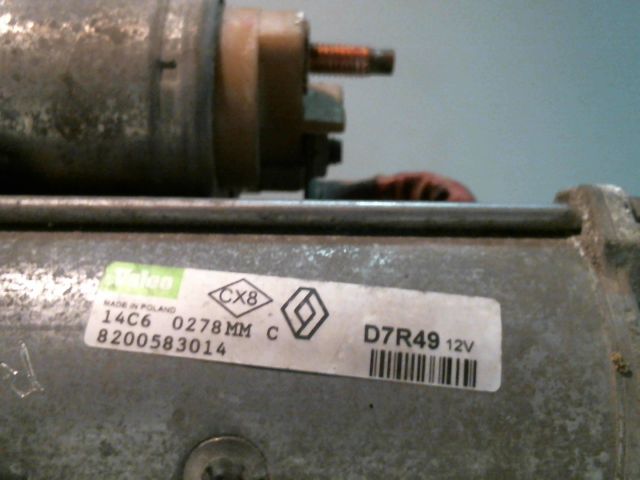 Valeo
MADE IN POLAND
CX8
14C6 0278MM C
8200583014
D7R49 12V